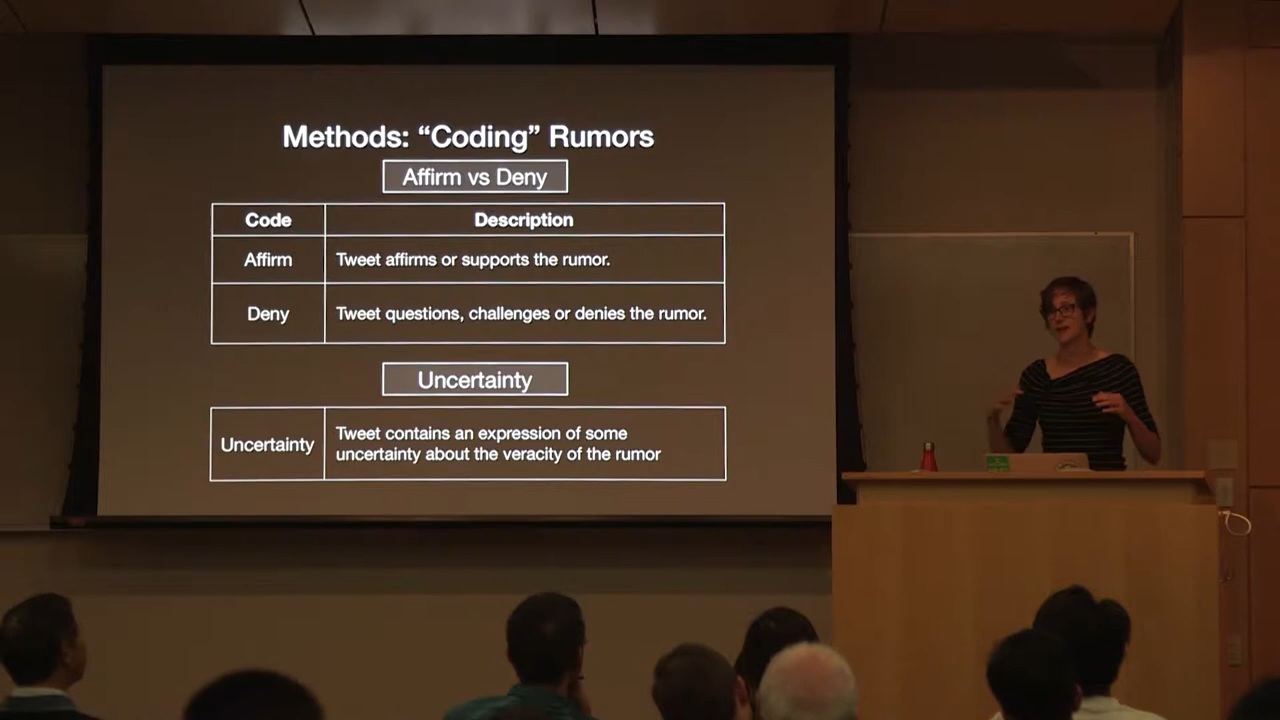 Methods: “Coding” Rumors
Affirm vs Deny
Code Description
Affirm Tweet affirms or supports the rumor.
Deny Tweet questions, challenges or denies the rumor.
Uncertainty
Uncertainty Tweet contains an expression of some
uncertainty about the veracity of the rumor